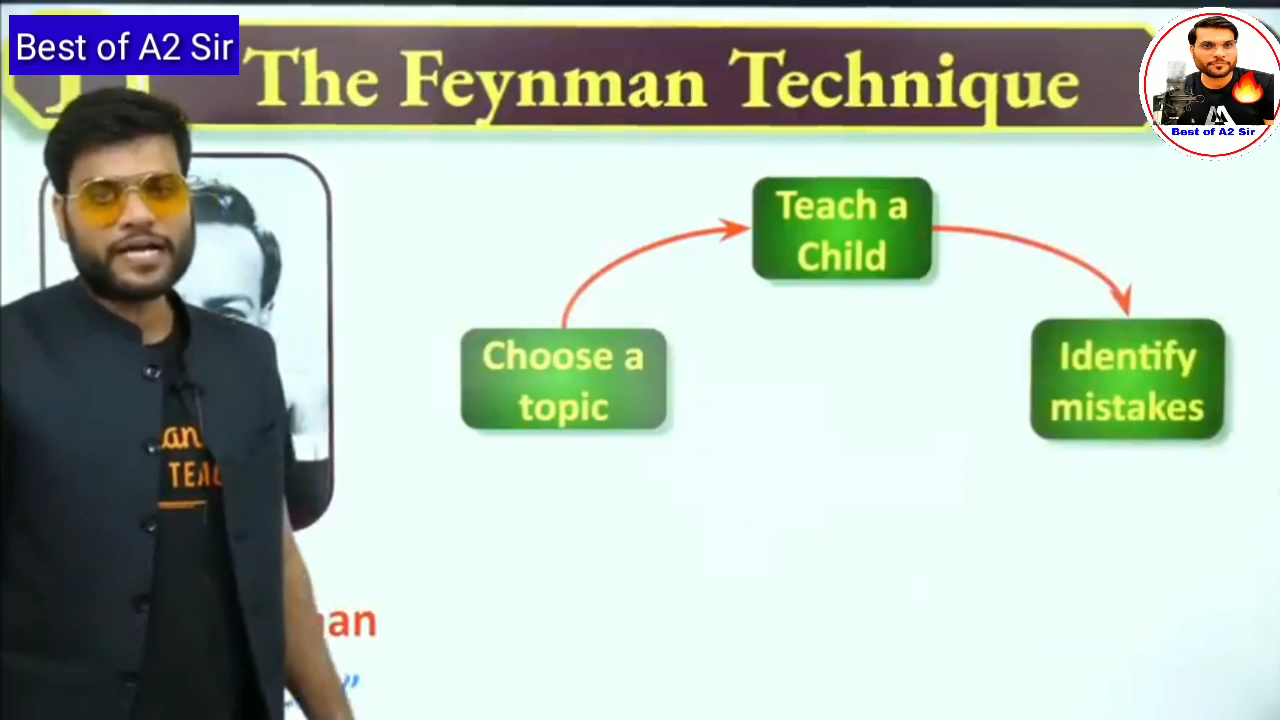 Best of A2 Sir
The Feynman Technique
Best of A2 Sir
Teach a
Child
Choose a
topic
Identify
mistakes